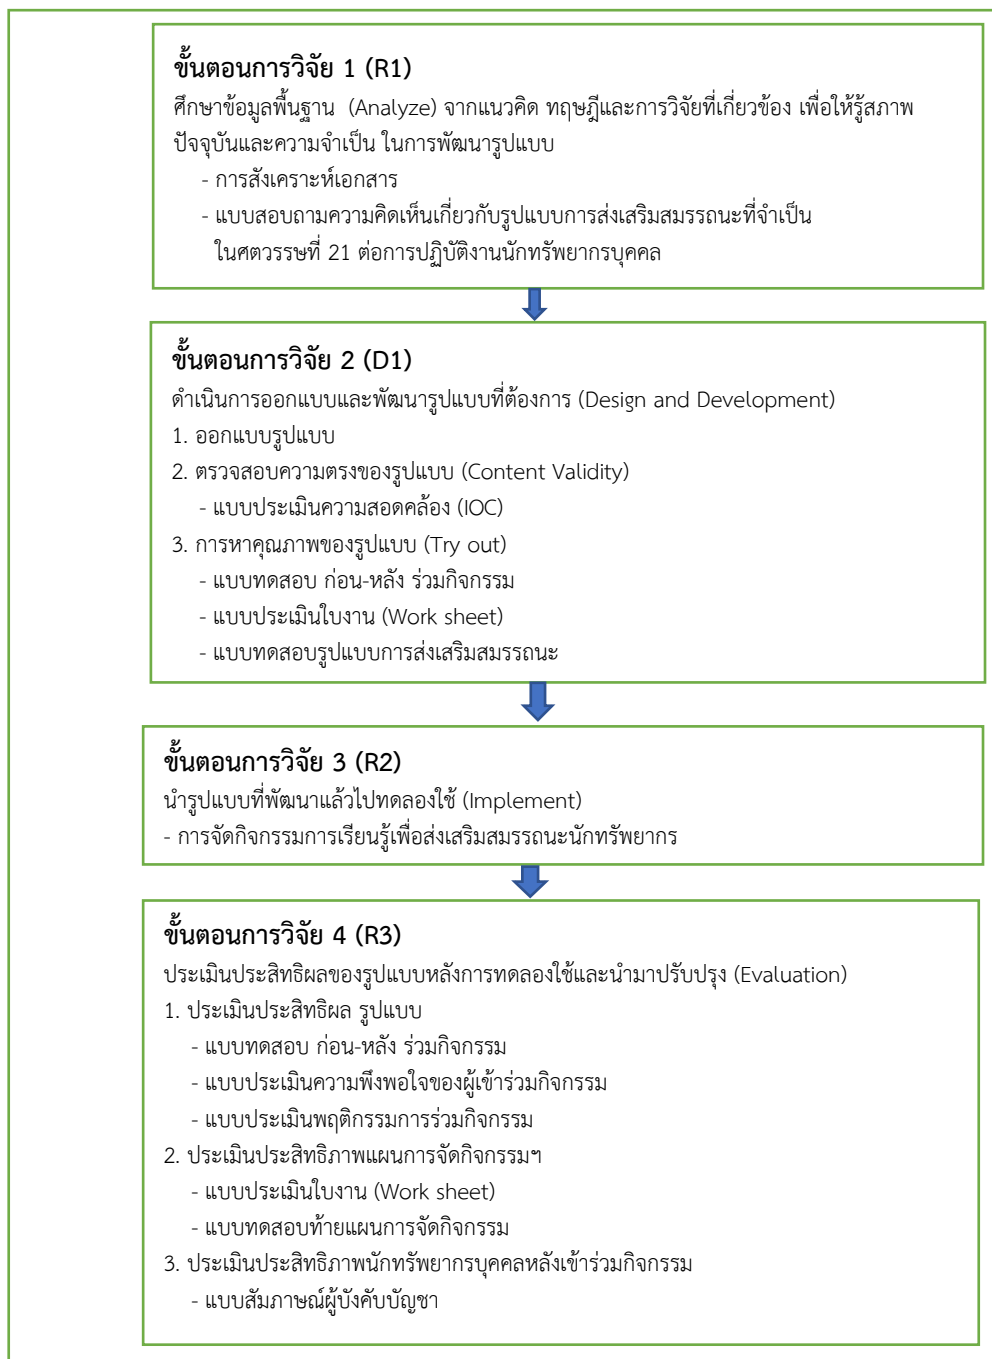 ขั้นตอนการวิจัย 1 (R1)
ศึกษาข้อมูลพื้นฐาน (Analyze) จากแนวคิด ทฤษฎีและการวิจัยที่เกี่ยวข้อง เพื่อให้รู้สภาพ
ปัจจุบันและความจำเป็น ในการพัฒนารูปแบบ
- การสังเคราะห์เอกสาร
- แบบสอบถามความคิดเห็นเกี่ยวกับรูปแบบการส่งเสริมสมรรถนะที่จำเป็น
ในศตวรรษที่ 21 ต่อการปฏิบัติงานนักทรัพยากรบุคคล
ขั้นตอนการวิจัย 2 (D1)
ดำเนินการออกแบบและพัฒนารูปแบบที่ต้องการ (Design and Development)
1. ออกแบบรูปแบบ
2. ตรวจสอบความตรงของรูปแบบ (Content Validity)
- แบบประเมินความสอดคล้อง (IOC)
3. การหาคุณภาพของรูปแบบ (Try out)
- แบบทดสอบ ก่อน-หลัง ร่วมกิจกรรม
- แบบประเมินใบงาน (Work sheet)
- แบบทดสอบรูปแบบการส่งเสริมสมรรถนะ
ขั้นตอนการวิจัย 3 (R2)
นำรูปแบบที่พัฒนาแล้วไปทดลองใช้ (Implement)
- การจัดกิจกรรมการเรียนรู้เพื่อส่งเสริมสมรรถนะนักทรัพยากร
ขั้นตอนการวิจัย 4 (R3)
ประเมินประสิทธิผลของรูปแบบหลังการทดลองใช้และนำมาปรับปรุง (Evaluation)
1. ประเมินประสิทธิผล รูปแบบ
- แบบทดสอบ ก่อน-หลัง ร่วมกิจกรรม
- แบบประเมินความพึงพอใจของผู้เข้าร่วมกิจกรรม
- แบบประเมินพฤติกรรมการร่วมกิจกรรม
2. ประเมินประสิทธิภาพแผนการจัดกิจกรรมฯ
- แบบประเมินใบงาน (Work sheet)
- แบบทดสอบท้ายแผนการจัดกิจกรรม
3. ประเมินประสิทธิภาพนักทรัพยากรบุคคลหลังเข้าร่วมกิจกรรม
- แบบสัมภาษณ์ผู้บังคับบัญชา